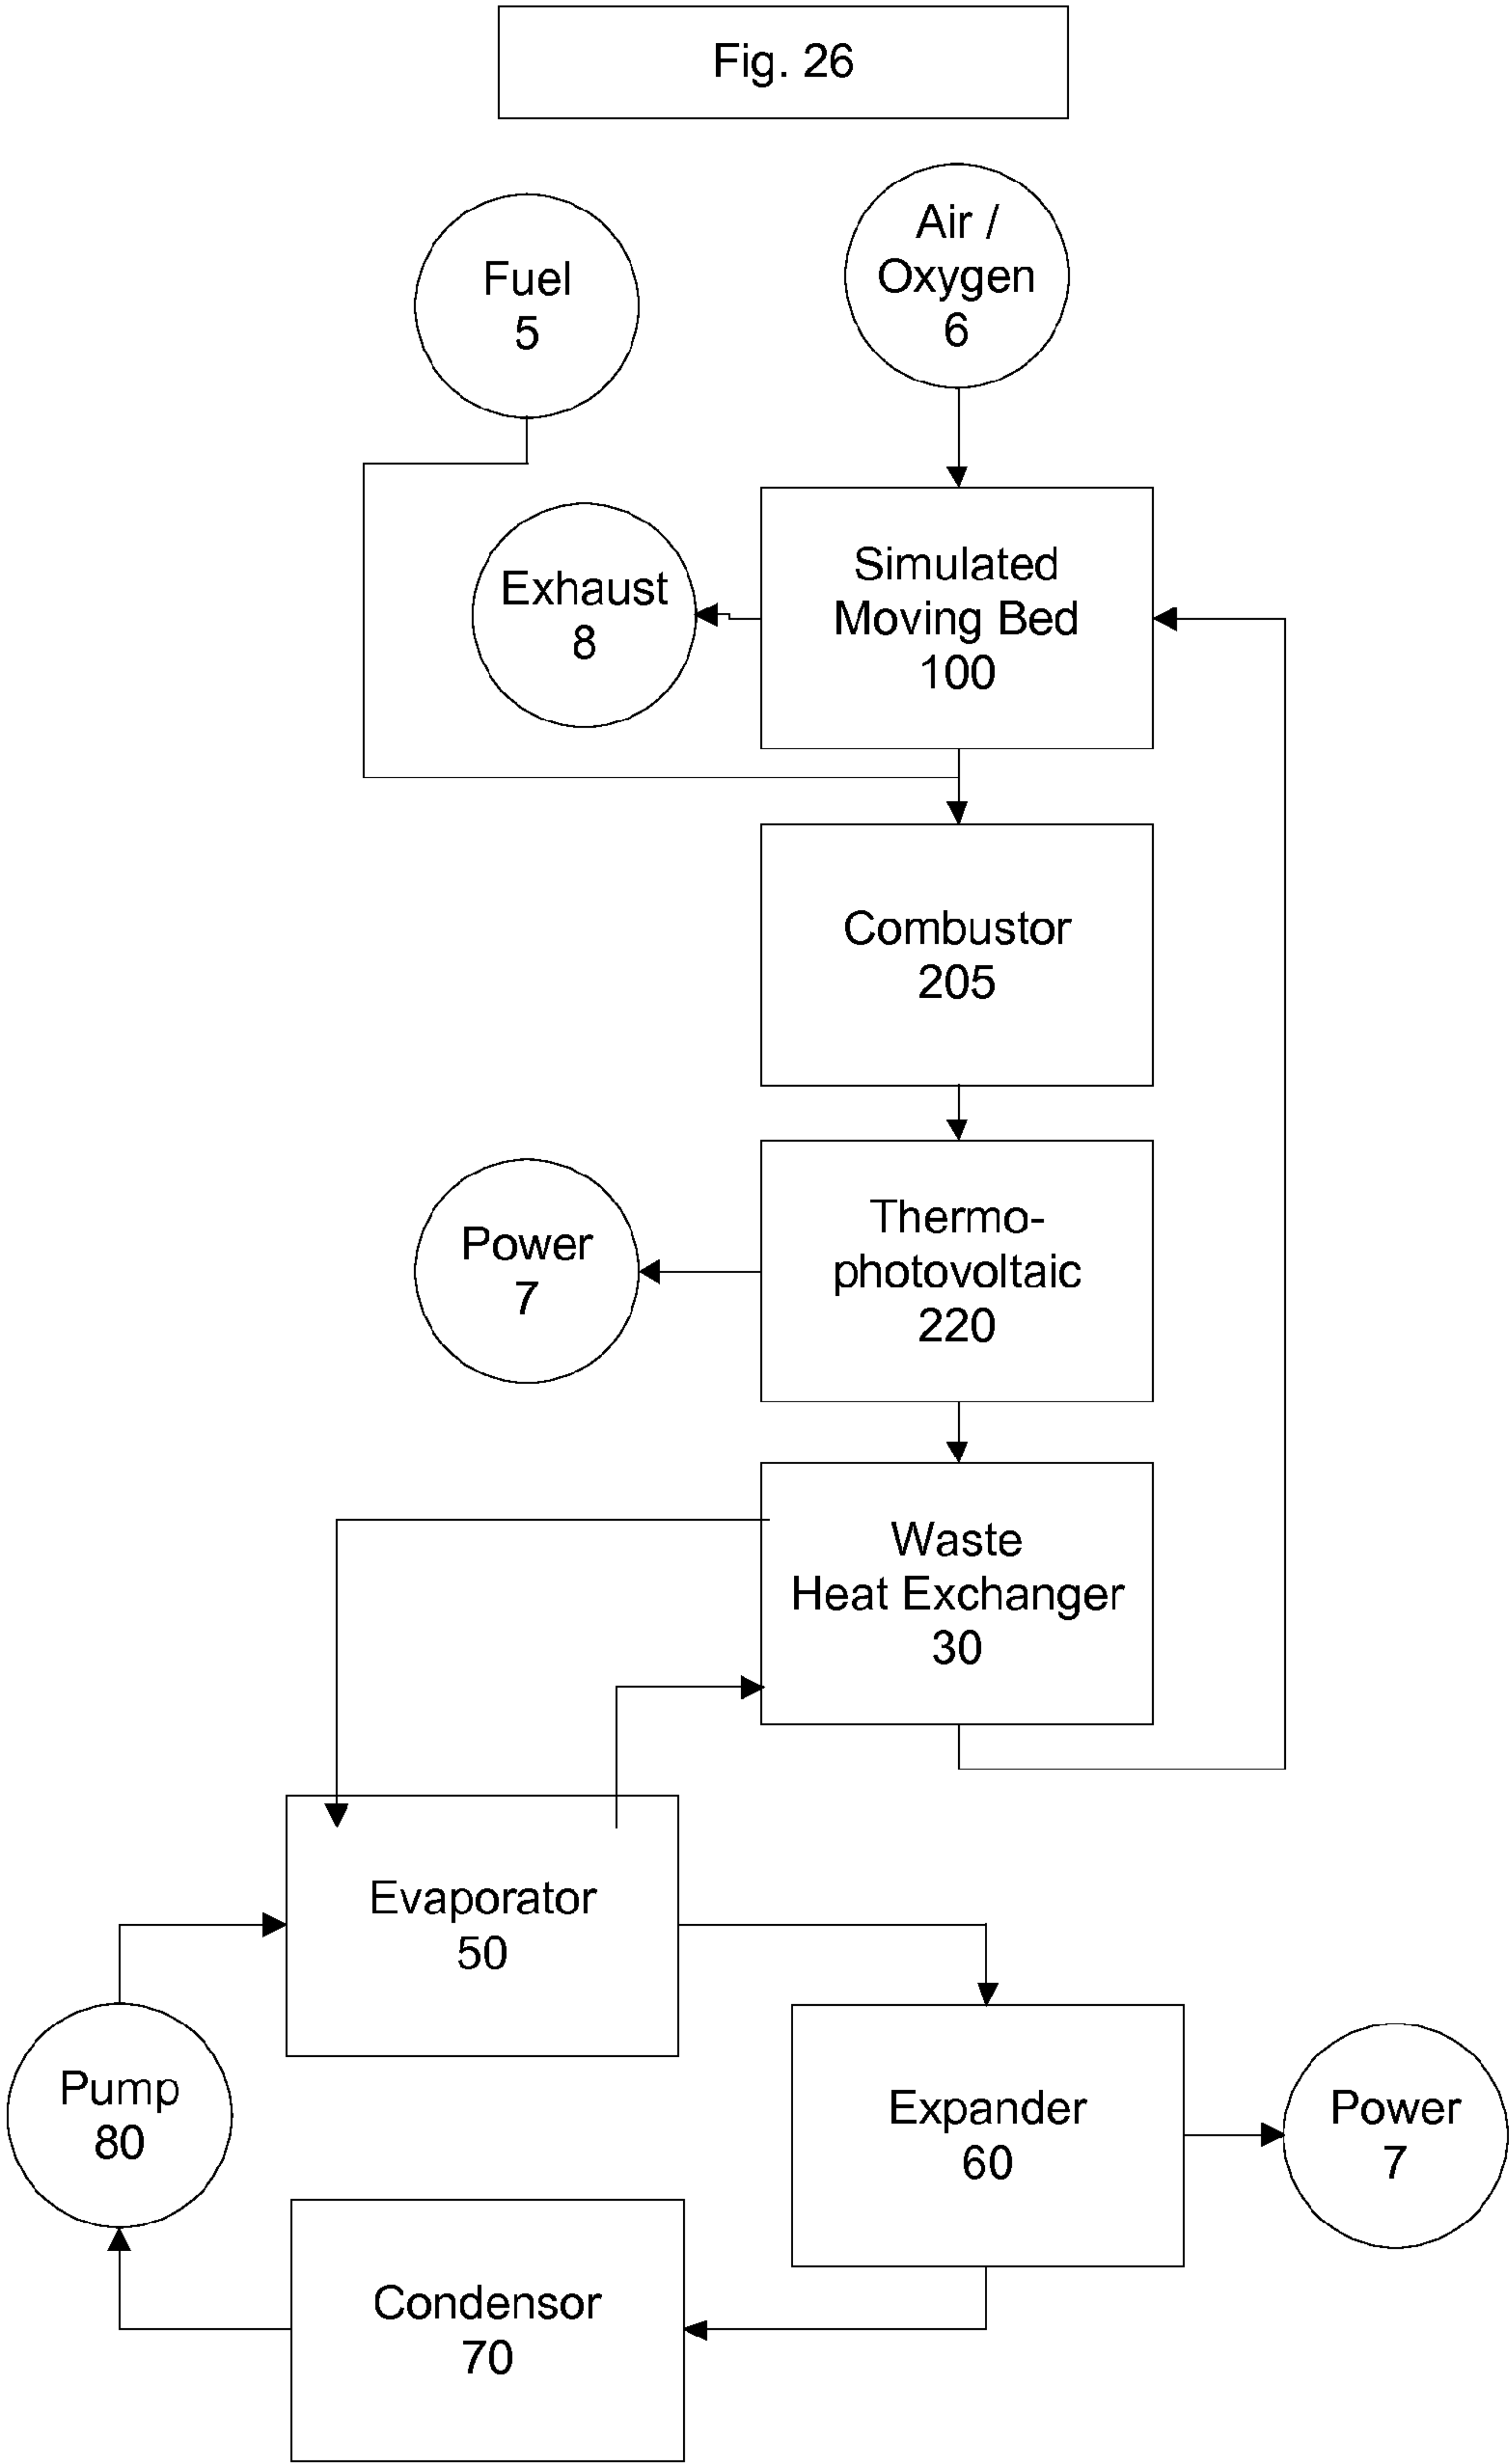 Fig. 26
Fuel
5
Air /
Oxygen
6
Exhaust
8
Simulated
Moving Bed
100
Combustor
205
Power
7
Thermo-
photovoltaic
220
Waste
Heat Exchanger
30
Evaporator
50
Pump
80
Expander
60
Power
7
Condensor
70